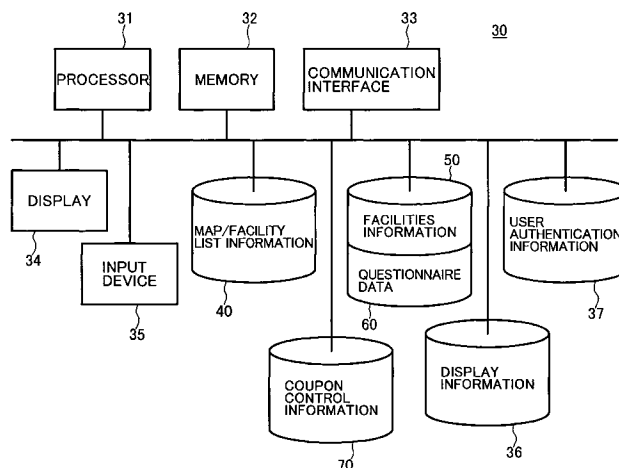 31
32
33
30
PROCESSOR
MEMORY
COMMUNICATION
INTERFACE
50
DISPLAY
MAP/FACILITY
LIST INFORMATION
FACILITIES
INFORMATION
USER
AUTHENTICATION
INFORMATION
34
INPUT
DEVICE
QUESTIONNAIRE
DATA
35
40
60
37
COUPON
CONTROL
INFORMATION
DISPLAY
INFORMATION
70
36